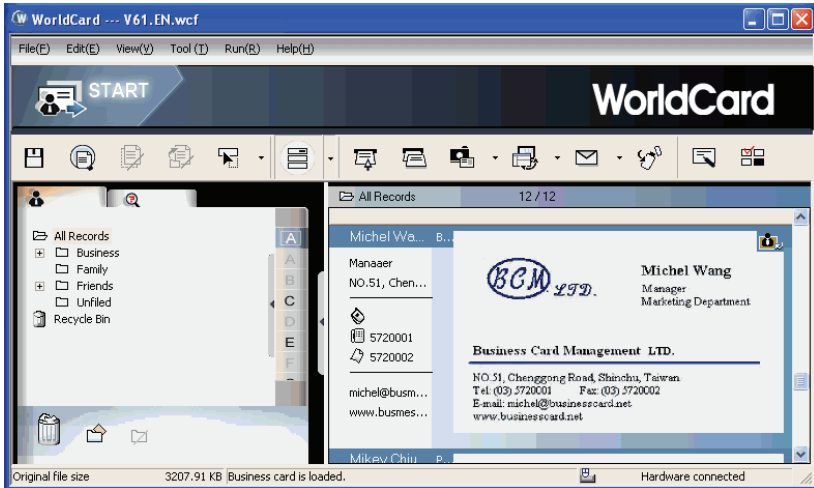 WorldCard --- V61.EN.wcf
File(F) Edit(E) View(V) Tool (T) Run(R) Help(H)
START
WorldCard
All Records 12 / 12
All Records
Business
Family
Friends
Unfiled
Recycle Bin
A
A
B
C
D
E
F
Michel Wa... B...
Manaaer
NO.51, Chen...
5720001
5720002
michel@busm...
www.busmes...
BCM LTD.
Michel Wang
Manager
Marketing Department
Business Card Management LTD.
NO.51, Chenggong Road, Shinchu, Taiwan
Tel: (03) 5720001 Fax: (03) 5720002
E-mail: michel@businesscard.net
www.businesscard.net
Mikey Chiu P...
Original file size 3207.91 KB Business card is loaded. Hardware connected